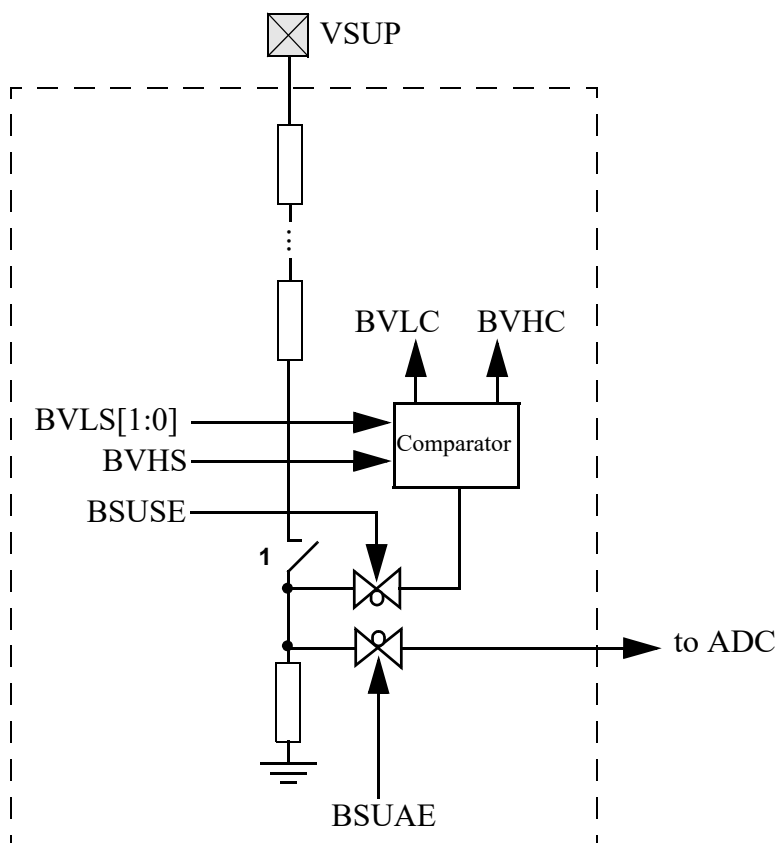 VSUP
BVLC
BVHC
BVLS[1:0]
Comparator
BVHS
BSUSE
1
to ADC
BSUAE